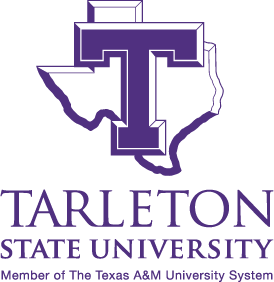 T
TARLETON
STATE UNIVERSITY
Member of The Texas A&M University System